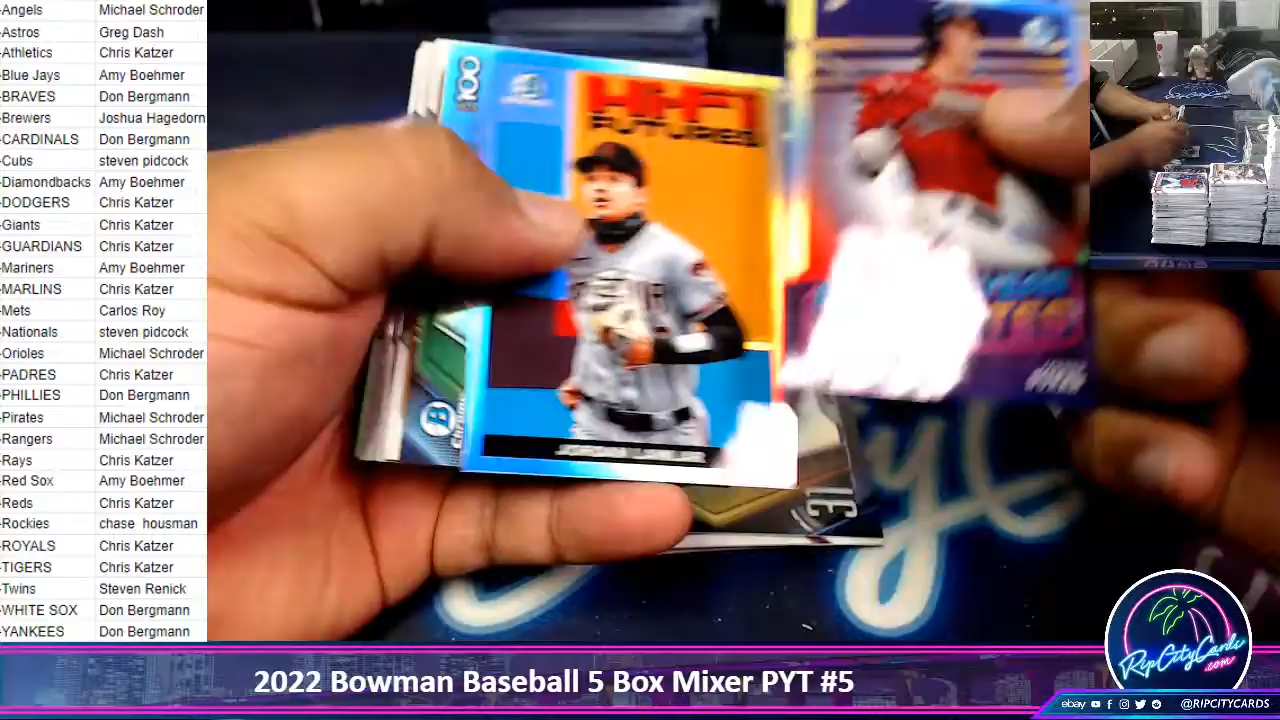 -Angels Michael Schroder
-Astros Greg Dash
-Athletics Chris Katzer
-Blue Jays Amy Boehmer
-BRAVES Don Bergmann
-Brewers Joshua Hagedorn
-CARDINALS Don Bergmann
-Cubs steven pidcock
-Diamondbacks Amy Boehmer
-DODGERS Chris Katzer
-Giants Chris Katzer
-GUARDIANS Chris Katzer
-Mariners Amy Boehmer
-MARLINS Chris Katzer
-Mets Carlos Roy
-Nationals steven pidcock
-Orioles Michael Schroder
-PADRES Chris Katzer
-PHILLIES Don Bergmann
-Pirates Michael Schroder
-Rangers Michael Schroder
-Rays Chris Katzer
-Red Sox Amy Boehmer
-Reds Chris Katzer
-Rockies chase housman
-ROYALS Chris Katzer
-TIGERS Chris Katzer
-Twins Steven Renick
-WHITE SOX Don Bergmann
-YANKEES Don Bergmann
HI-FI
FUTURES
2022 Bowman Baseball 5 Box Mixer PYT #5
RipCityCards
.com
ebay @RIPCITYCARDS